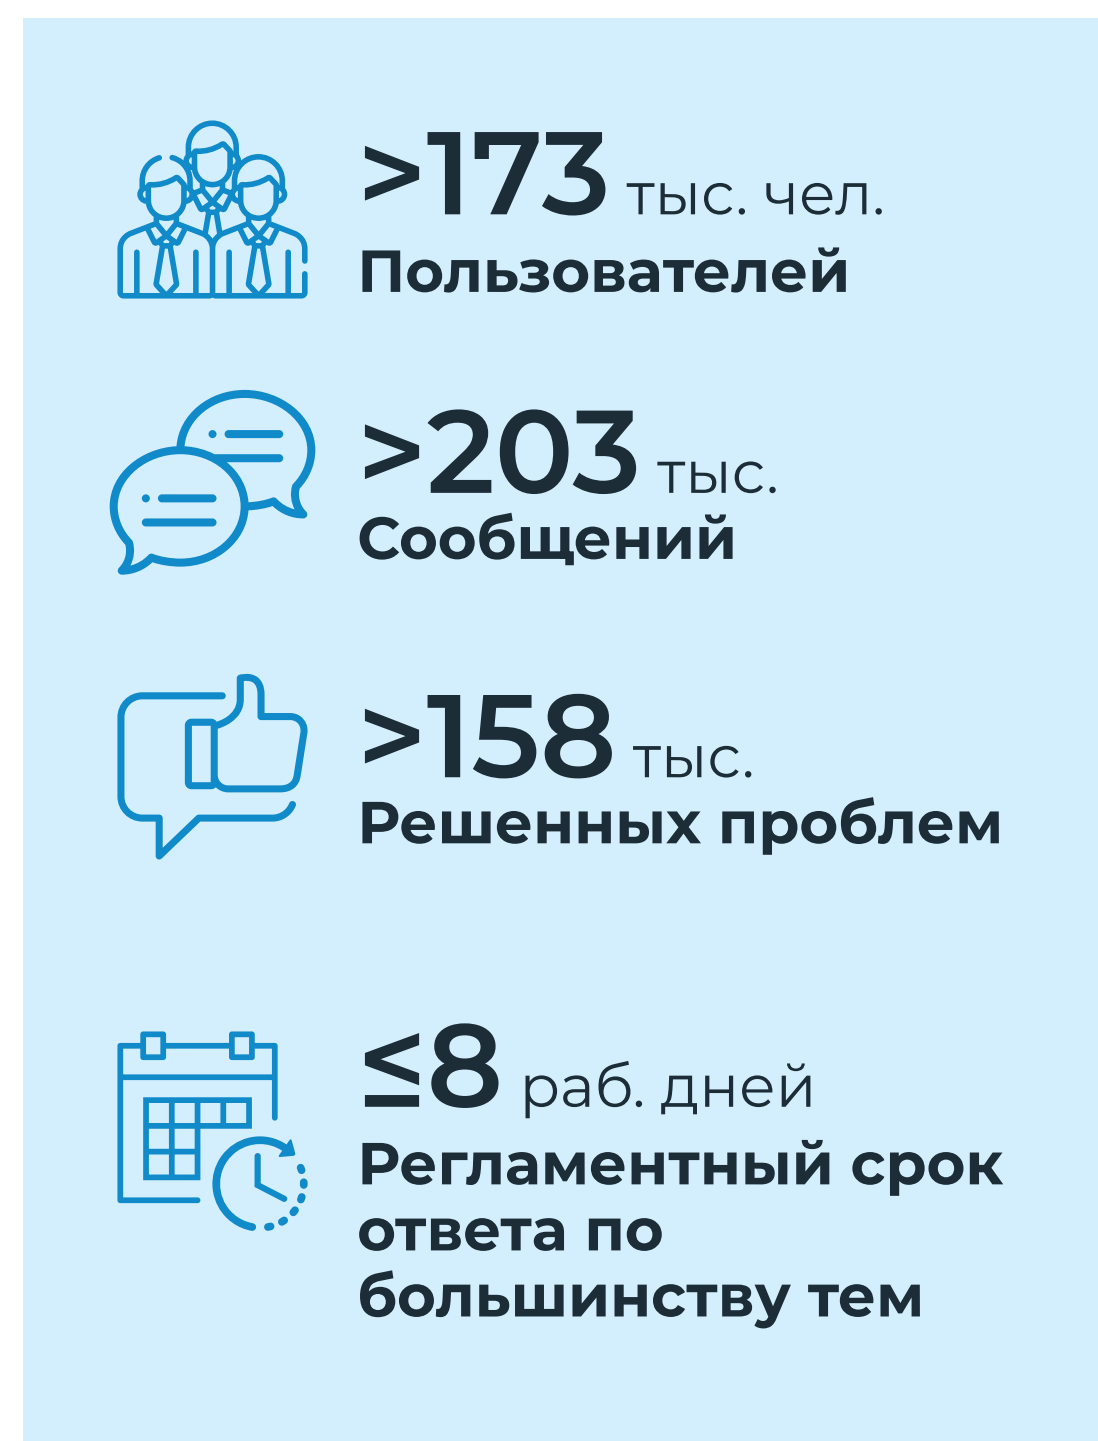 >173 тыс. чел.
Пользователей
>203 тыс.
Сообщений
>158 тыс.
Решенных проблем
≤8 раб. дней
Регламентный срок
ответа по
большинству тем